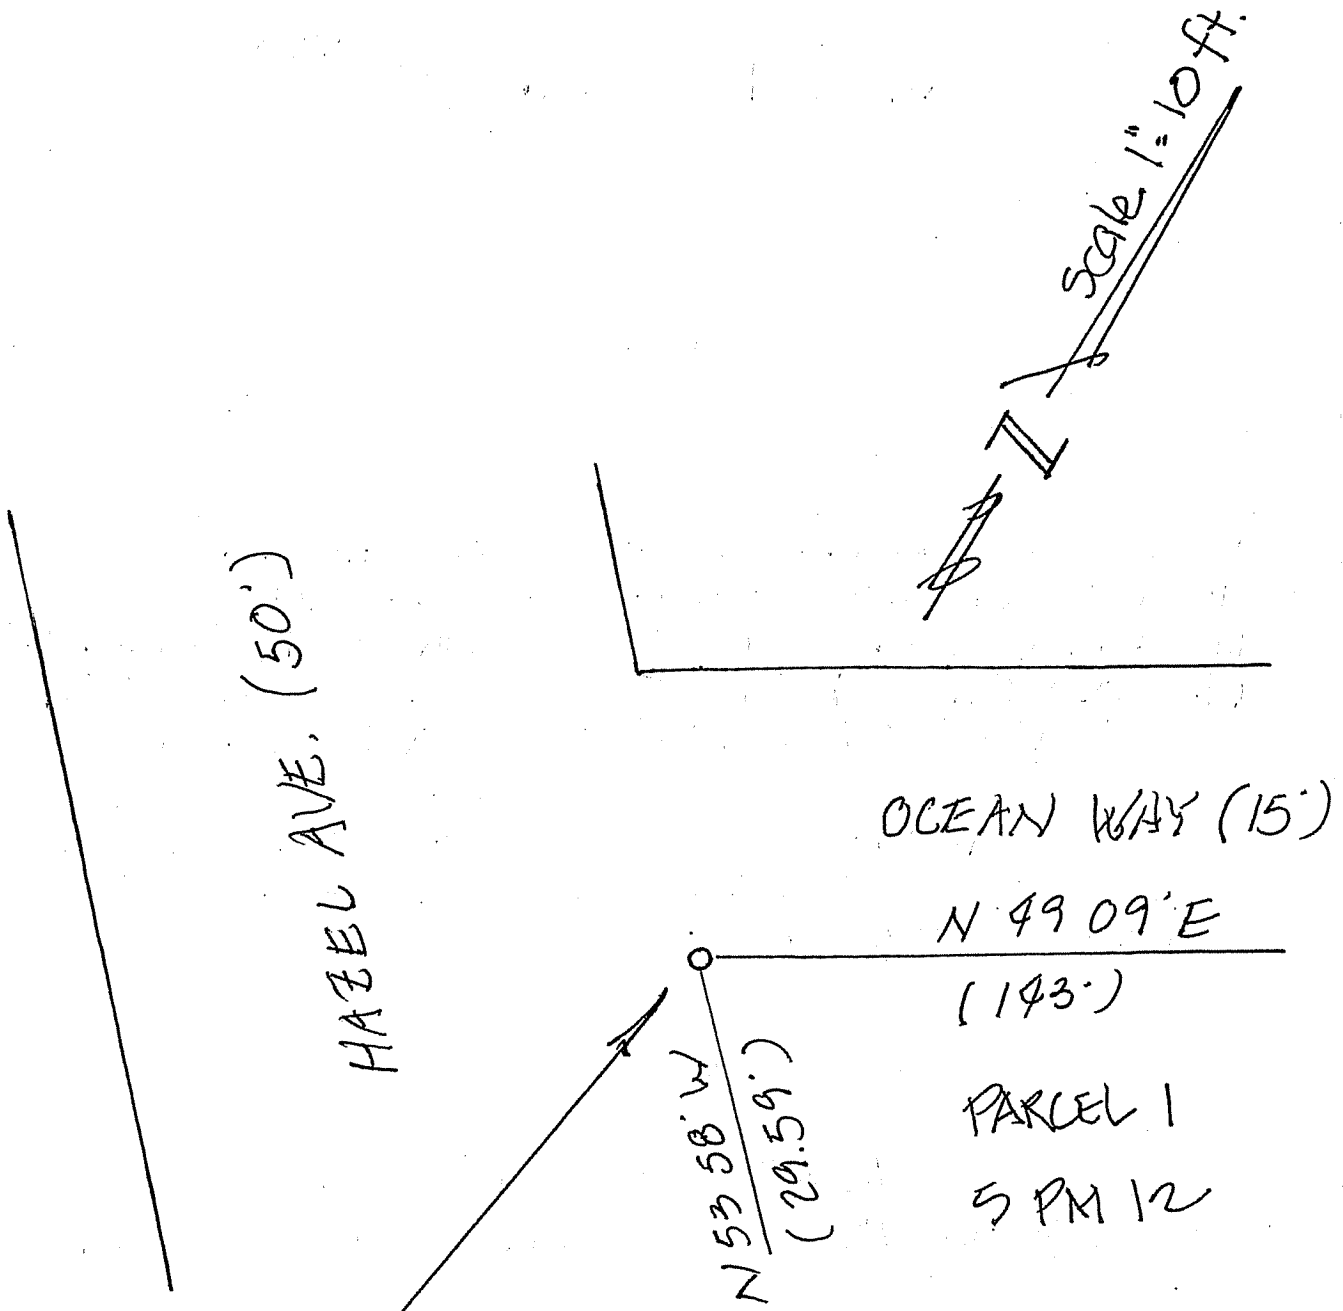 Scale 1"=10 ft.
N
HAZEL AVE. (50')
OCEAN WAY (15')
N 49 09' E
(143')
N 53 58' W
(29.59')
PARCEL 1
5 PM 12